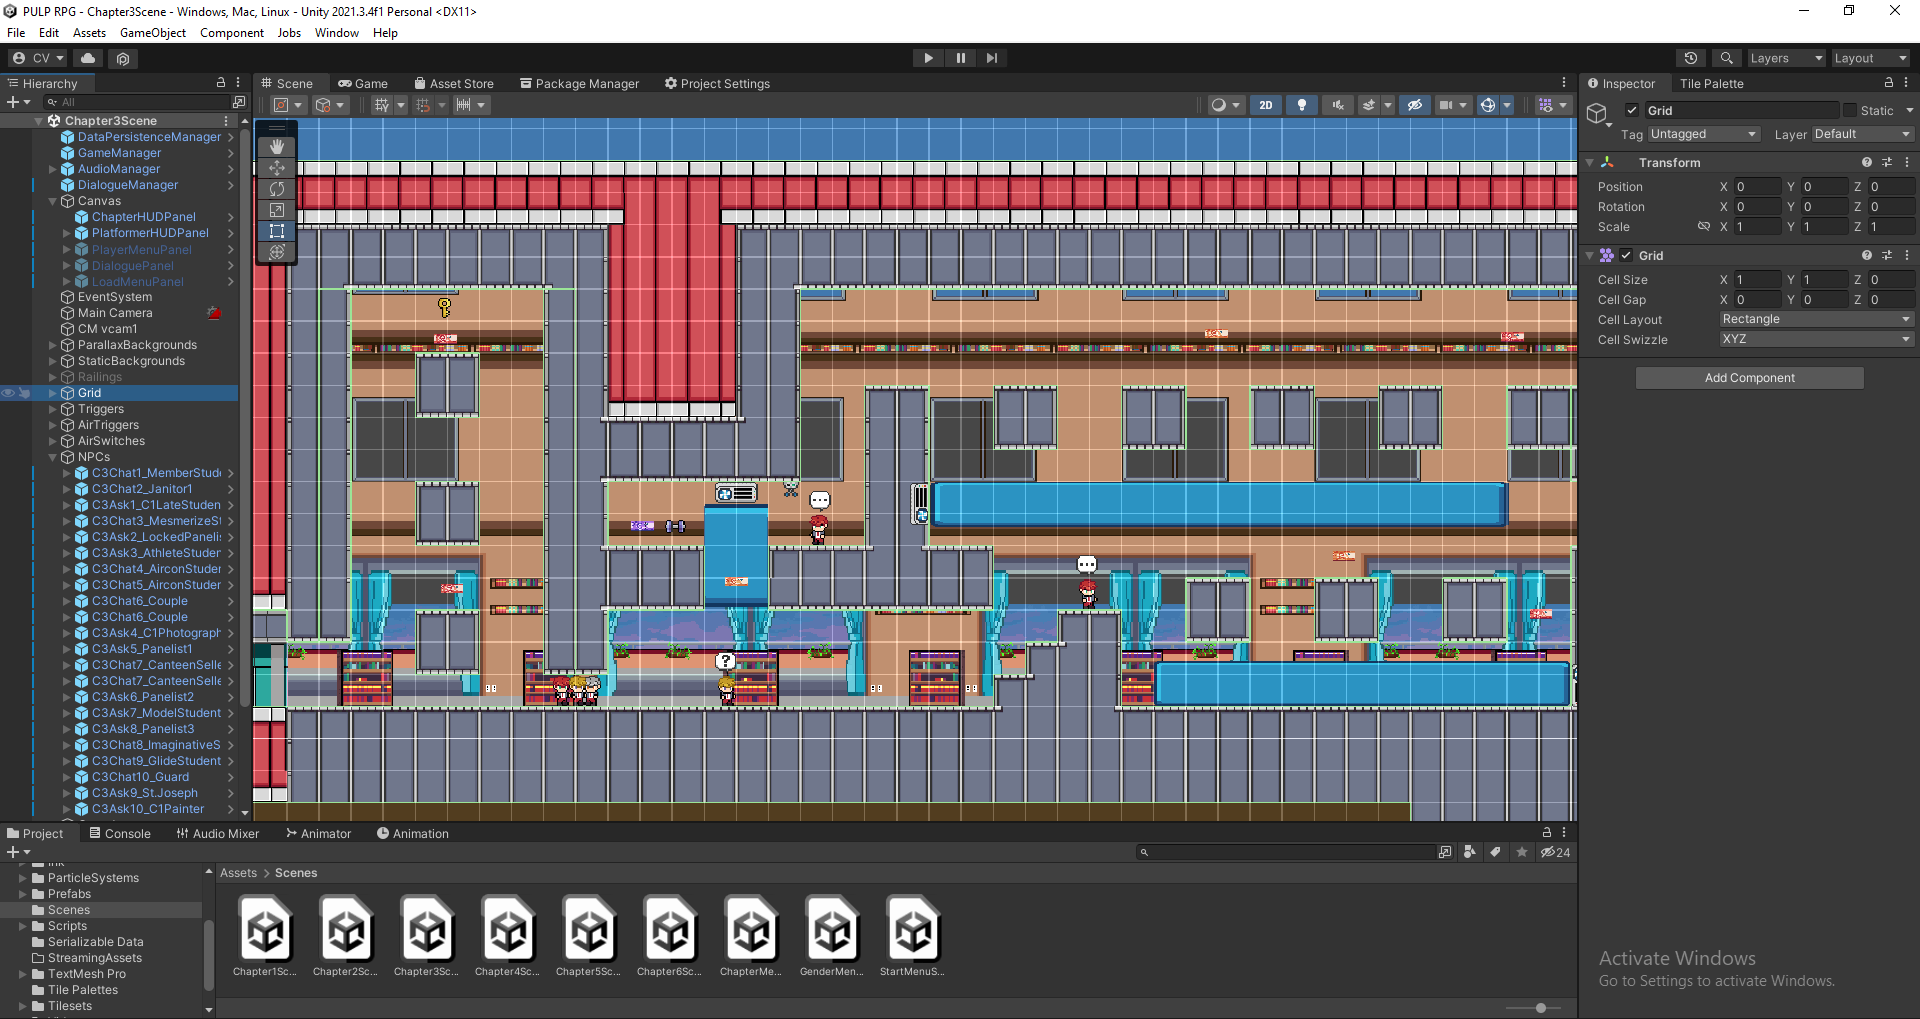 PULP RPG - Chapter3Scene - Windows, Mac, Linux - Unity 2021.3.4f1 Personal <DX11>
File Edit Assets GameObject Component Jobs Window Help
CV
Layers
Layout
Hierarchy
All
Chapter3Scene
DataPersistenceManager
GameManager
AudioManager
DialogueManager
Canvas
ChapterHUDPanel
PlatformerHUDPanel
PlayerMenuPanel
DialoguePanel
LoadMenuPanel
EventSystem
Main Camera
CM vcam1
ParallaxBackgrounds
StaticBackgrounds
Railings
Grid
Triggers
AirTriggers
AirSwitches
NPCs
C3Chat1_MemberStude
C3Chat2_Janitor1
C3Ask1_C1LateStuden
C3Chat3_MesmerizeSt
C3Ask2_LockedPanelis
C3Ask3_AthleteStuden
C3Chat4_AirconStuder
C3Chat5_AirconStuder
C3Chat6_Couple
C3Chat6_Couple
C3Ask4_C1Photograph
C3Ask5_Panelist1
C3Chat7_CanteenSelle
C3Chat7_CanteenSelle
C3Ask6_Panelist2
C3Ask7_ModelStudent
C3Ask8_Panelist3
C3Chat8_ImaginativeS
C3Chat9_GlideStudent
C3Chat10_Guard
C3Ask9_St.Joseph
C3Ask10_C1Painter
Scene Game Asset Store Package Manager Project Settings
2D
?
Inspector Tile Palette
Grid Static
Tag Untagged Layer Default
Transform
Position X 0 Y 0 Z 0
Rotation X 0 Y 0 Z 0
Scale X 1 Y 1 Z 1
Grid
Cell Size X 1 Y 1 Z 0
Cell Gap X 0 Y 0 Z 0
Cell Layout Rectangle
Cell Swizzle XYZ
Add Component
Project Console Audio Mixer Animator Animation
24
Ink
ParticleSystems
Prefabs
Scenes
Scripts
Serializable Data
StreamingAssets
TextMesh Pro
Tile Palettes
Tilesets
Assets > Scenes
Chapter1Sc...
Chapter2Sc...
Chapter3Sc...
Chapter4Sc...
Chapter5Sc...
Chapter6Sc...
ChapterMe...
GenderMen...
StartMenuS...
Activate Windows
Go to Settings to activate Windows.